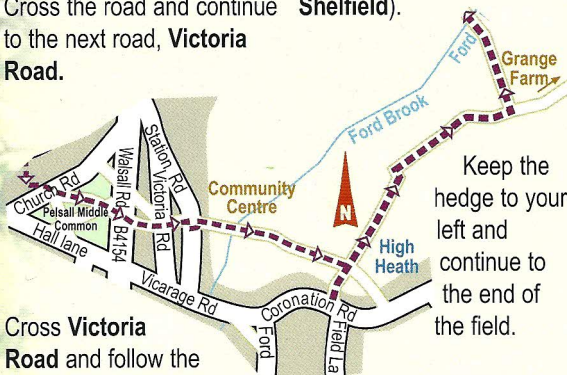 Cross the road and continue
to the next road, Victoria
Road.
Shelfield).
Ford
Grange
Farm
Ford Brook
Station Rd
Walsall Rd
Victoria Rd
Church Rd
Pelsall Middle
Common
B4154
Hall lane
Community
Centre
N
Keep the
hedge to your
left and
continue to
the end of
the field.
High
Heath
Vicarage Rd
Coronation Rd
Ford
Field La
Cross Victoria
Road and follow the